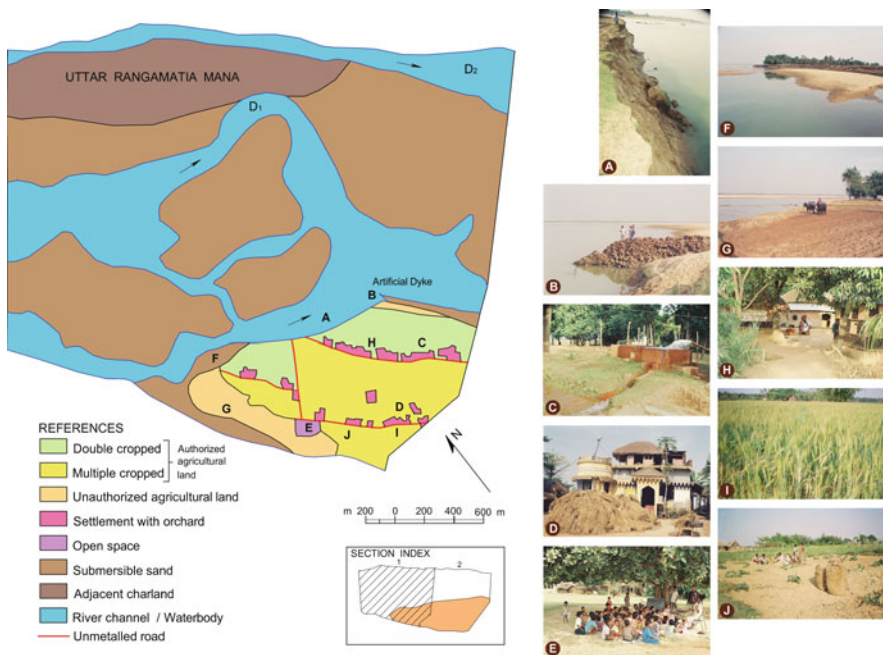 UTTAR RANGAMATIA MANA
D2
D1
Artificial Dyke
B
A
H
C
F
G
D
E
J
I
N
REFERENCES
Double cropped
Multiple cropped
Authorized
agricultural
land
Unauthorized agricultural land
Settlement with orchard
Open space
Submersible sand
Adjacent charland
River channel / Waterbody
Unmetalled road
m 200 0 200 400 600 m
SECTION INDEX
1
2
A
B
C
D
E
F
G
H
I
J